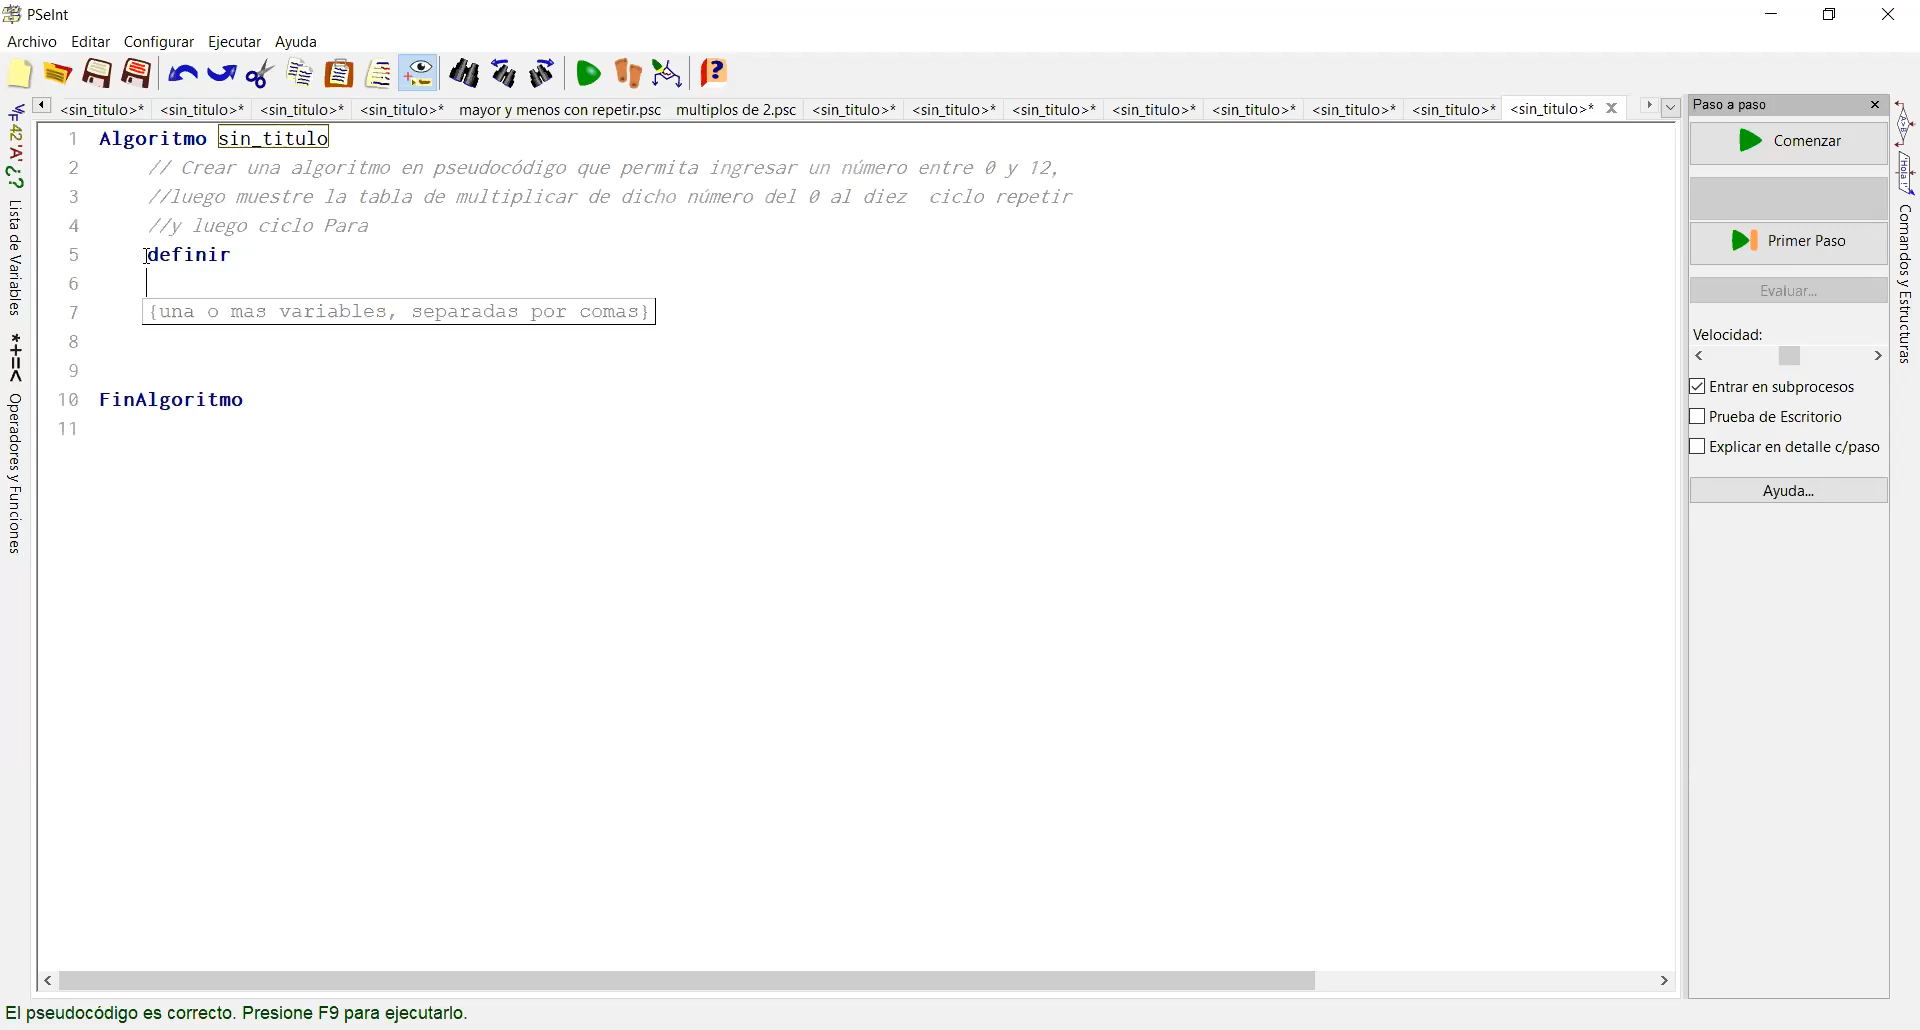 PSeInt
Archivo Editar Configurar Ejecutar Ayuda
<sin_titulo>* <sin_titulo>* <sin_titulo>* <sin_titulo>* mayor y menos con repetir.psc multiplos de 2.psc <sin_titulo>* <sin_titulo>* <sin_titulo>* <sin_titulo>* <sin_titulo>* <sin_titulo>* <sin_titulo>* <sin_titulo>*
1 Algoritmo sin_titulo
2 // Crear una algoritmo en pseudocódigo que permita ingresar un número entre 0 y 12,
3 //luego muestre la tabla de multiplicar de dicho número del 0 al diez ciclo repetir
4 //y luego ciclo Para
5 definir
6
7 {una o mas variables, separadas por comas}
8
9
10 FinAlgoritmo
11
Lista de Variables
*+=< Operadores y Funciones
Paso a paso
Comenzar
Primer Paso
Evaluar...
Velocidad:
Entrar en subprocesos
Prueba de Escritorio
Explicar en detalle c/paso
Ayuda...
Comandos y Estructuras
El pseudocódigo es correcto. Presione F9 para ejecutarlo.